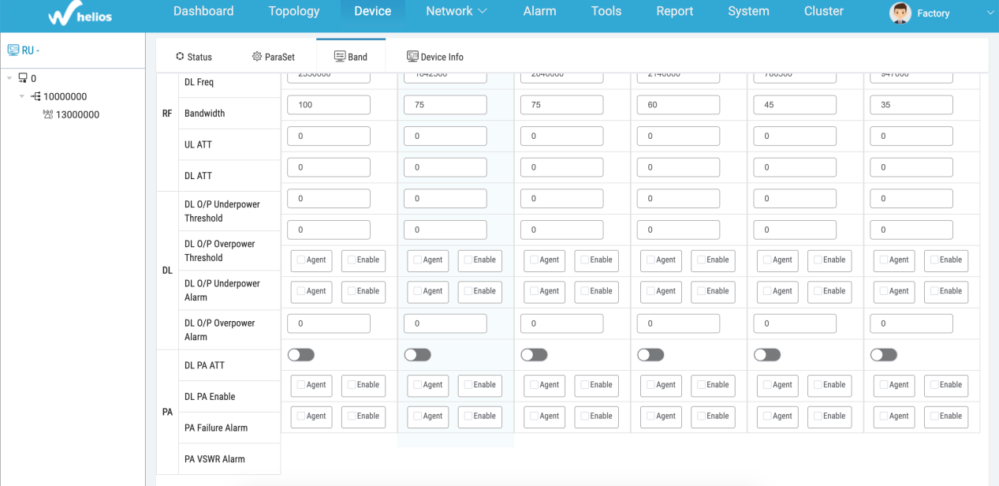 helios
Dashboard Topology Device Network Alarm Tools Report System Cluster Factory
RU -
0
10000000
13000000
Status ParaSet Band Device Info
DL Freq 2350000 1842500 2640000 2140000 947000
RF Bandwidth 100 75 75 60 45 35
UL ATT 0 0 0 0 0 0
DL ATT 0 0 0 0 0 0
DL
DL O/P Underpower
Threshold
0 0 0 0 0 0
DL O/P Overpower
Threshold
0 0 0 0 0 0
DL O/P Underpower
Alarm
Agent Enable Agent Enable Agent Enable Agent Enable Agent Enable Agent Enable
DL O/P Overpower
Alarm
Agent Enable Agent Enable Agent Enable Agent Enable Agent Enable Agent Enable
PA
DL PA ATT 0 0 0 0 0 0
DL PA Enable
PA Failure Alarm Agent Enable Agent Enable Agent Enable Agent Enable Agent Enable Agent Enable
PA VSWR Alarm Agent Enable Agent Enable Agent Enable Agent Enable Agent Enable Agent Enable